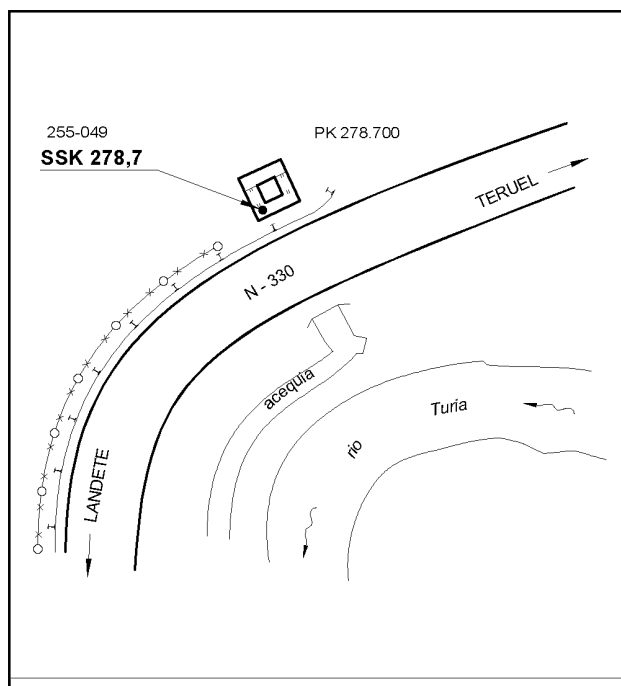 255-049
PK 278.700
SSK 278,7
TERUEL
N - 330
acequia
Turia
rio
LANDETE